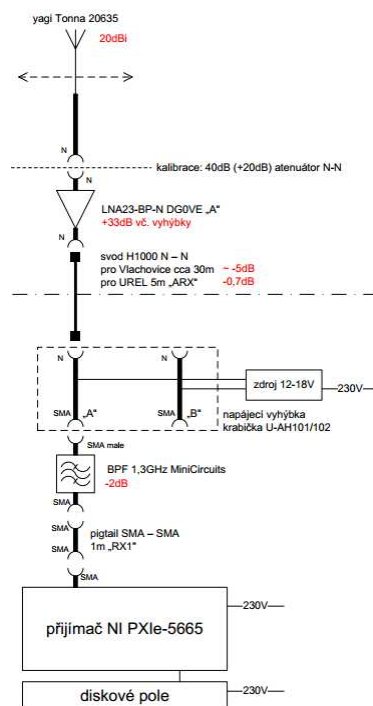 yagi Tonna 20635
20dBi
N
kalibrace: 40dB (+20dB) atenuátor N-N
N
LNA23-BP-N DG0VE „A“
+33dB vč. vyhýbky
N
svod H1000 N – N
pro Vlachovice cca 30m ~ -5dB
pro UREL 5m „ARX“ -0,7dB
N
N
zdroj 12-18V
230V
SMA
„A“
SMA
„B“
napájecí vyhýbka
krabička U-AH101/102
SMA male
BPF 1,3GHz MiniCircuits
-2dB
SMA
SMA
pigtail SMA – SMA
1m „RX1“
SMA
SMA
230V
přijímač NI PXIe-5665
230V
diskové pole